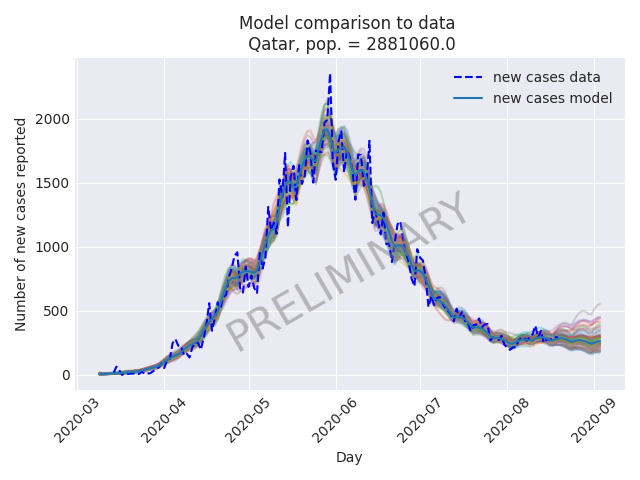 Model comparison to data
Qatar, pop. = 2881060.0
new cases data
new cases model
Number of new cases reported
2000
1500
1000
500
0
PRELIMINARY
2020-03
2020-04
2020-05
2020-06
2020-07
2020-08
2020-09
Day